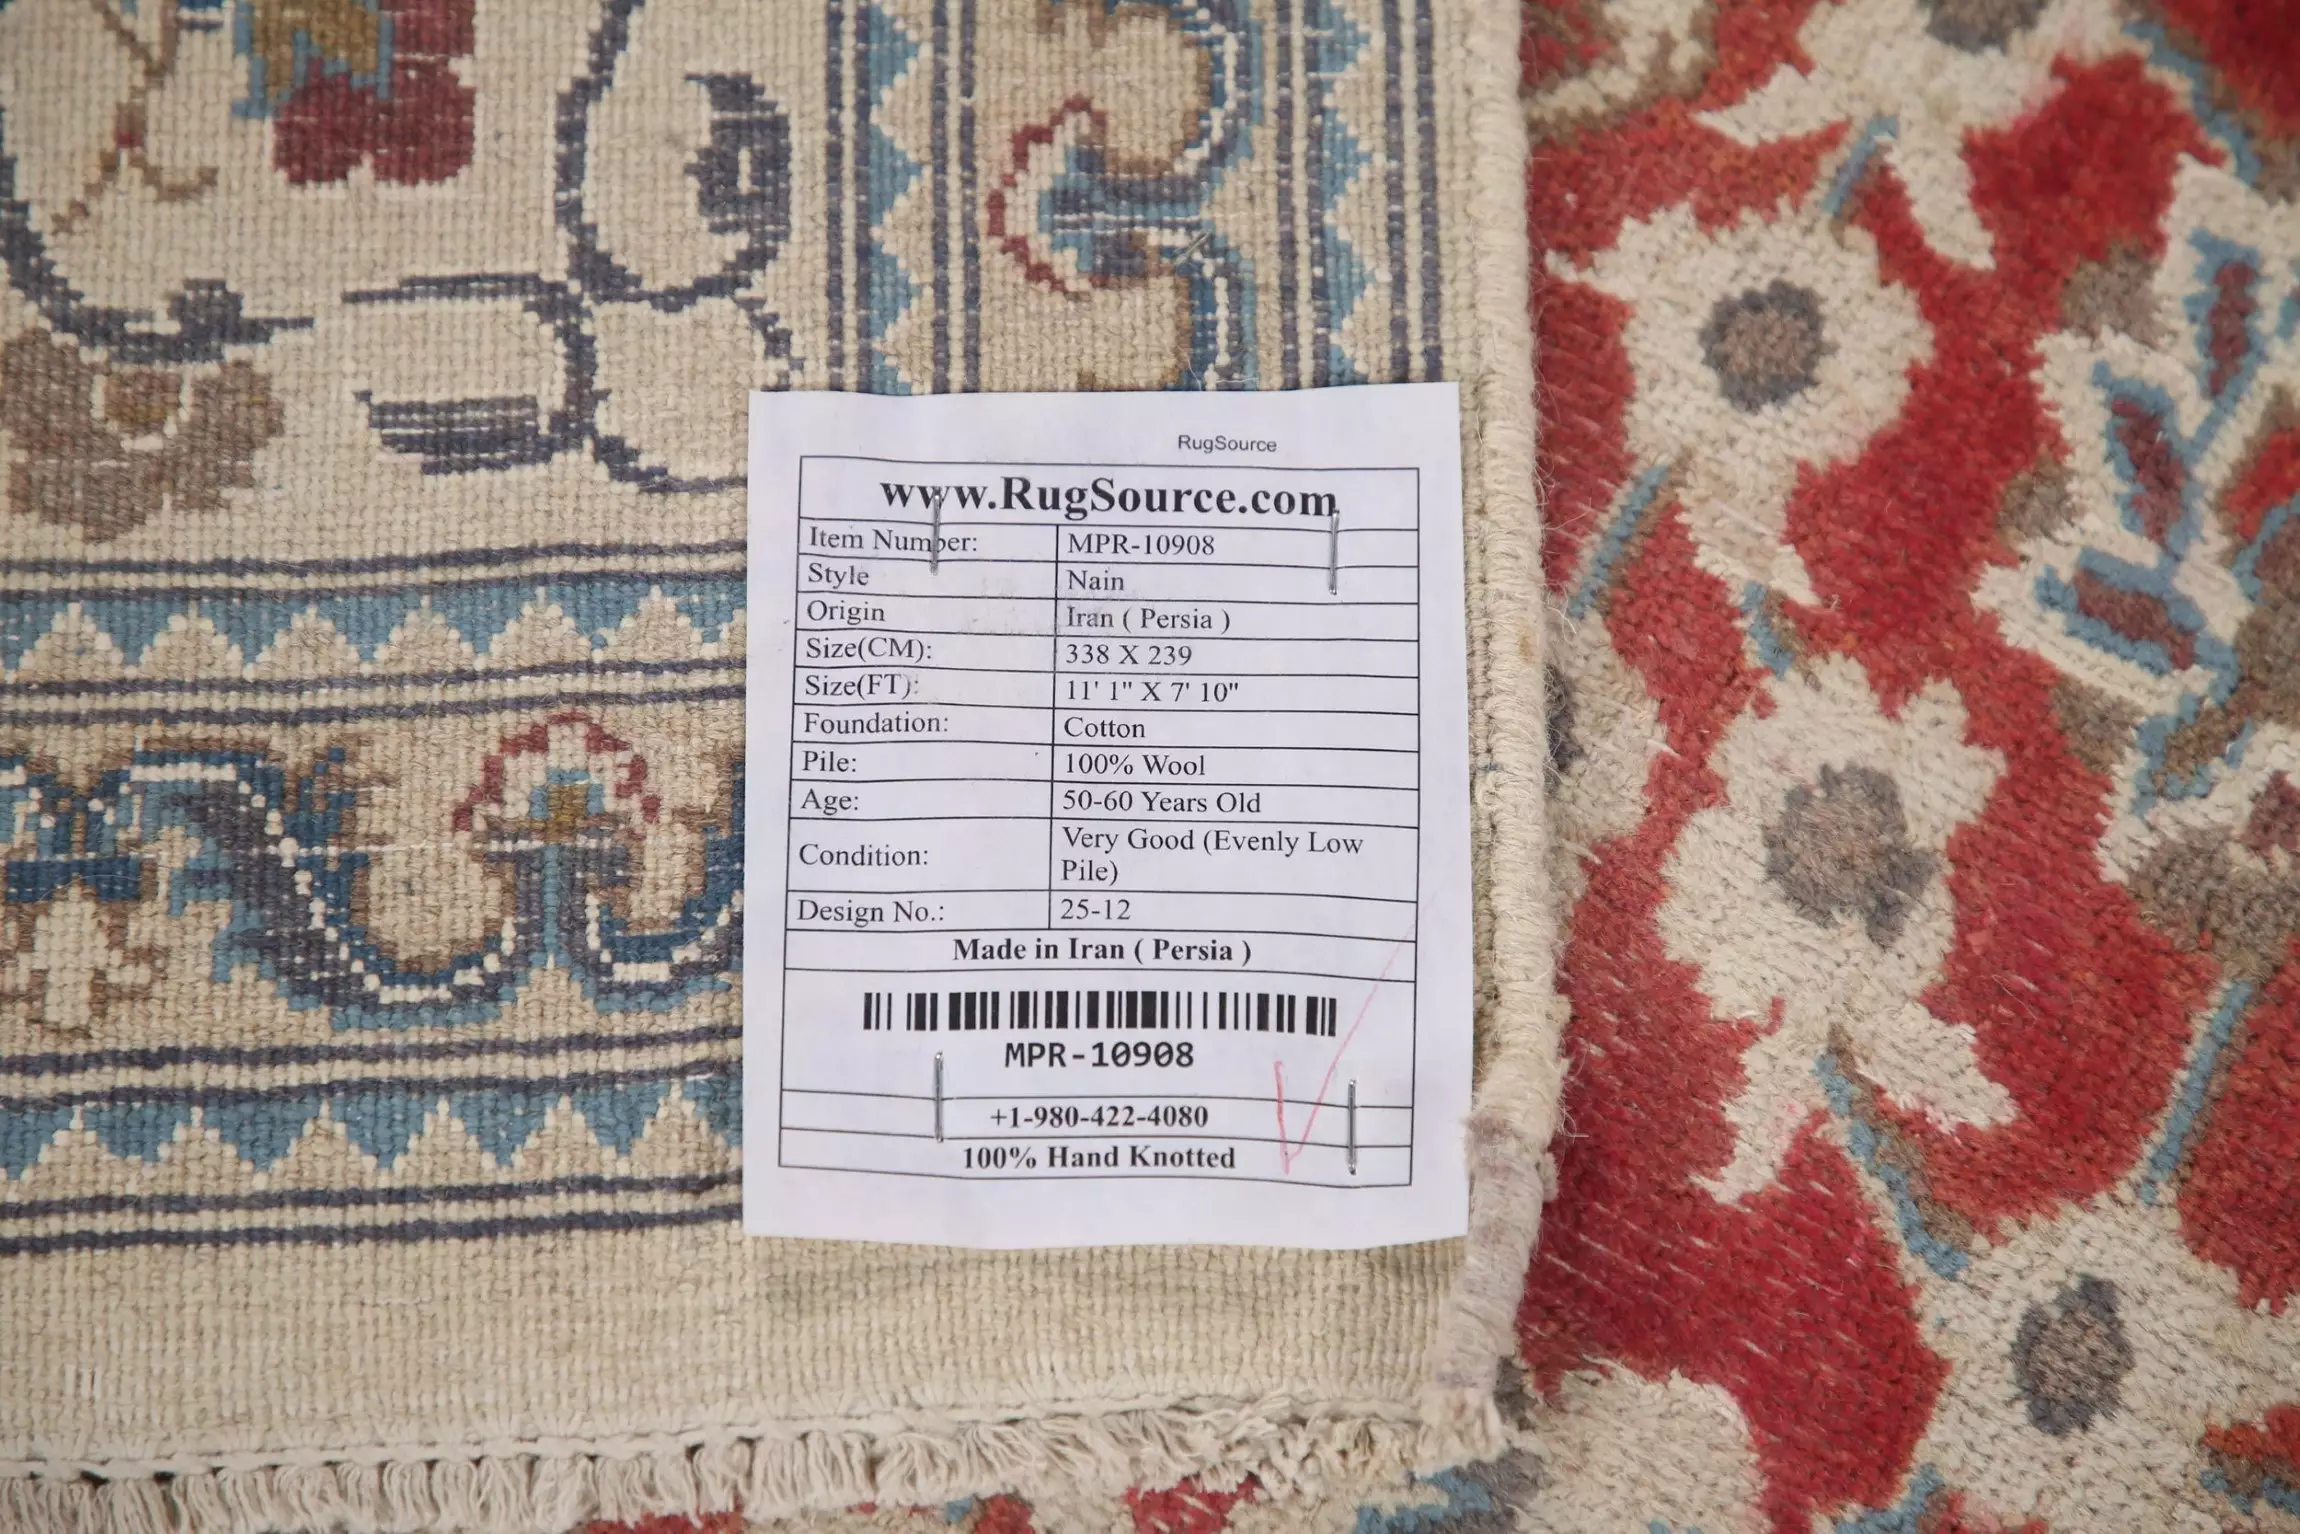 RugSource
www.RugSource.com
Item Number: MPR-10908
Style Nain
Origin Iran ( Persia )
Size(CM): 338 X 239
Size(FT): 11' 1" X 7' 10"
Foundation: Cotton
Pile: 100% Wool
Age: 50-60 Years Old
Condition: Very Good (Evenly Low
Pile)
Design No.: 25-12
Made in Iran ( Persia )
MPR-10908
+1-980-422-4080
100% Hand Knotted